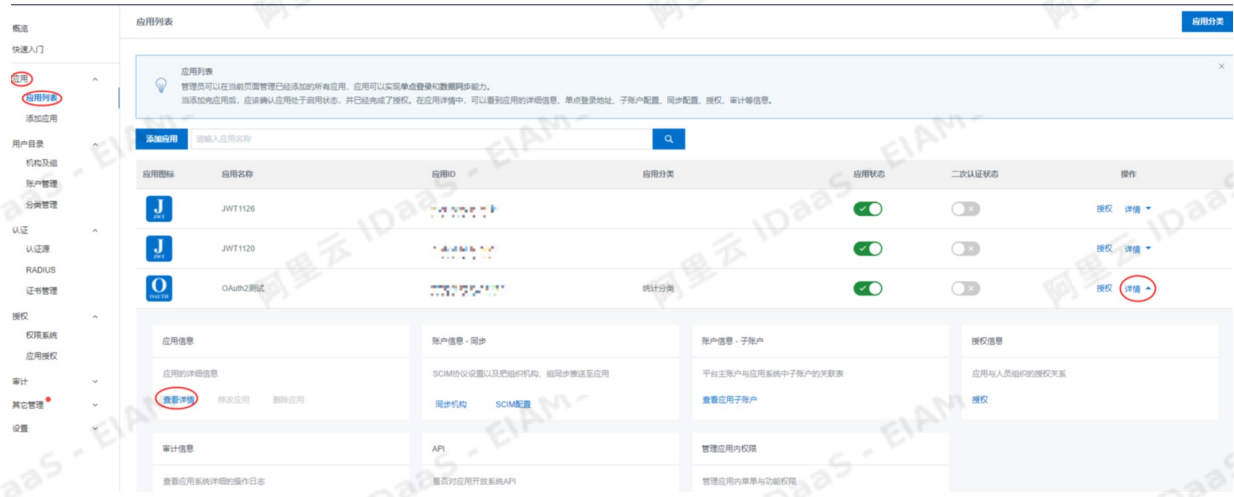 概览
快速入门
应用
应用列表
添加应用
用户目录
机构及组
账户管理
分类管理
认证
认证源
RADIUS
证书管理
授权
权限系统
应用授权
审计
其它管理
设置
应用列表
应用分类
应用列表
管理员可以在当前页面管理已经添加的所有应用，应用可以实现单点登录和数据同步能力。
当添加完应用后，应该确认应用处于启用状态，并已经完成了授权。在应用详情中，可以看到应用的详细信息、单点登录地址、子账户配置、同步配置、授权、审计等信息。
×
添加应用 请输入应用名称
应用图标 应用名称 应用ID 应用分类 应用状态 二次认证状态 操作
J JWT JWT1126 授权 详情
J JWT JWT1120 授权 详情
O OAUTH OAuth2测试 统计分类 授权 详情
应用信息
应用的详细信息
查看详情 修改应用 删除应用
账户信息 - 同步
SCIM协议设置以及把组织机构、组同步推送至应用
同步机构 SCIM配置
账户信息 - 子账户
平台主账户与应用系统中子账户的关联表
查看应用子账户
授权信息
应用与人员组织的授权关系
授权
审计信息
查看应用系统详细的操作日志
API
是否对应用开放系统API
管理应用内权限
管理应用内菜单与功能权限
阿里云 IDaaS - EIAM